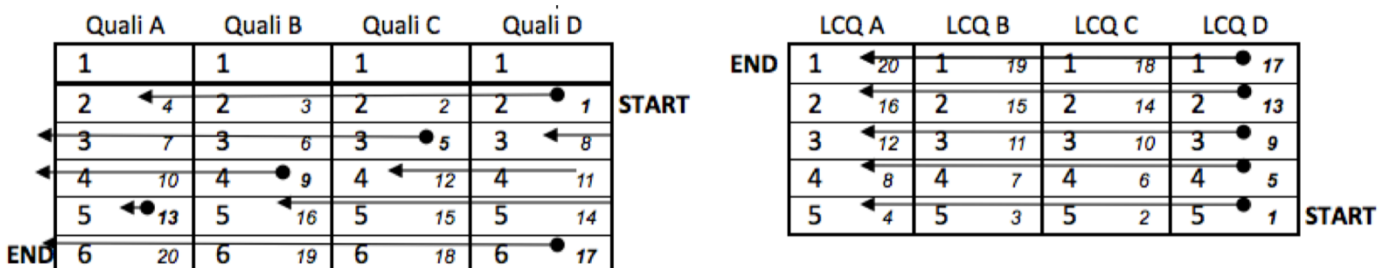 Quali A Quali B Quali C Quali D
1 1 1 1
2 4 2 3 2 2 2 1 START
3 7 3 6 3 5 3 8
4 10 4 9 4 12 4 11
5 13 5 16 5 15 5 14
END 6 20 6 19 6 18 6 17
LCQ A LCQ B LCQ C LCQ D
END 1 20 1 19 1 18 1 17
2 16 2 15 2 14 2 13
3 12 3 11 3 10 3 9
4 8 4 7 4 6 4 5
5 4 5 3 5 2 5 1 START